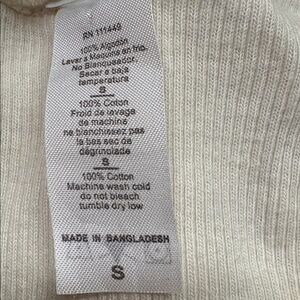 RN 111449
100% Algodón
Lavar a Maquina en frio.
No Blanqueador.
Secar a baja
temperatura
S
100% Coton
Froid de lavage
de machine
ne blanchissez pas
la bas sec de
dégringolade
S
100% Cotton
Machine wash cold
do not bleach
tumble dry low
MADE IN BANGLADESH
S